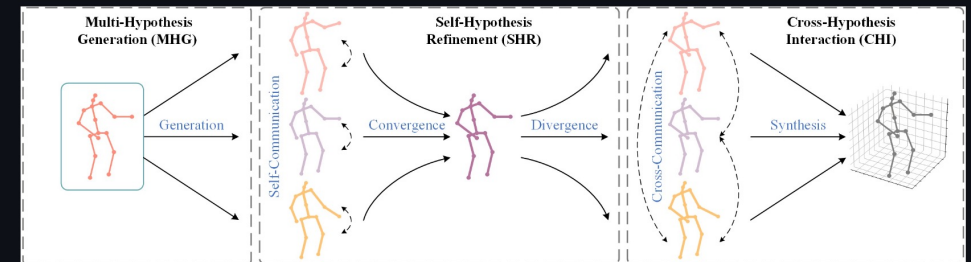 Multi-Hypothesis
Generation (MHG)
Generation
Self-Hypothesis
Refinement (SHR)
Self-Communication
Convergence
Divergence
Cross-Hypothesis
Interaction (CHI)
Cross-Communication
Synthesis